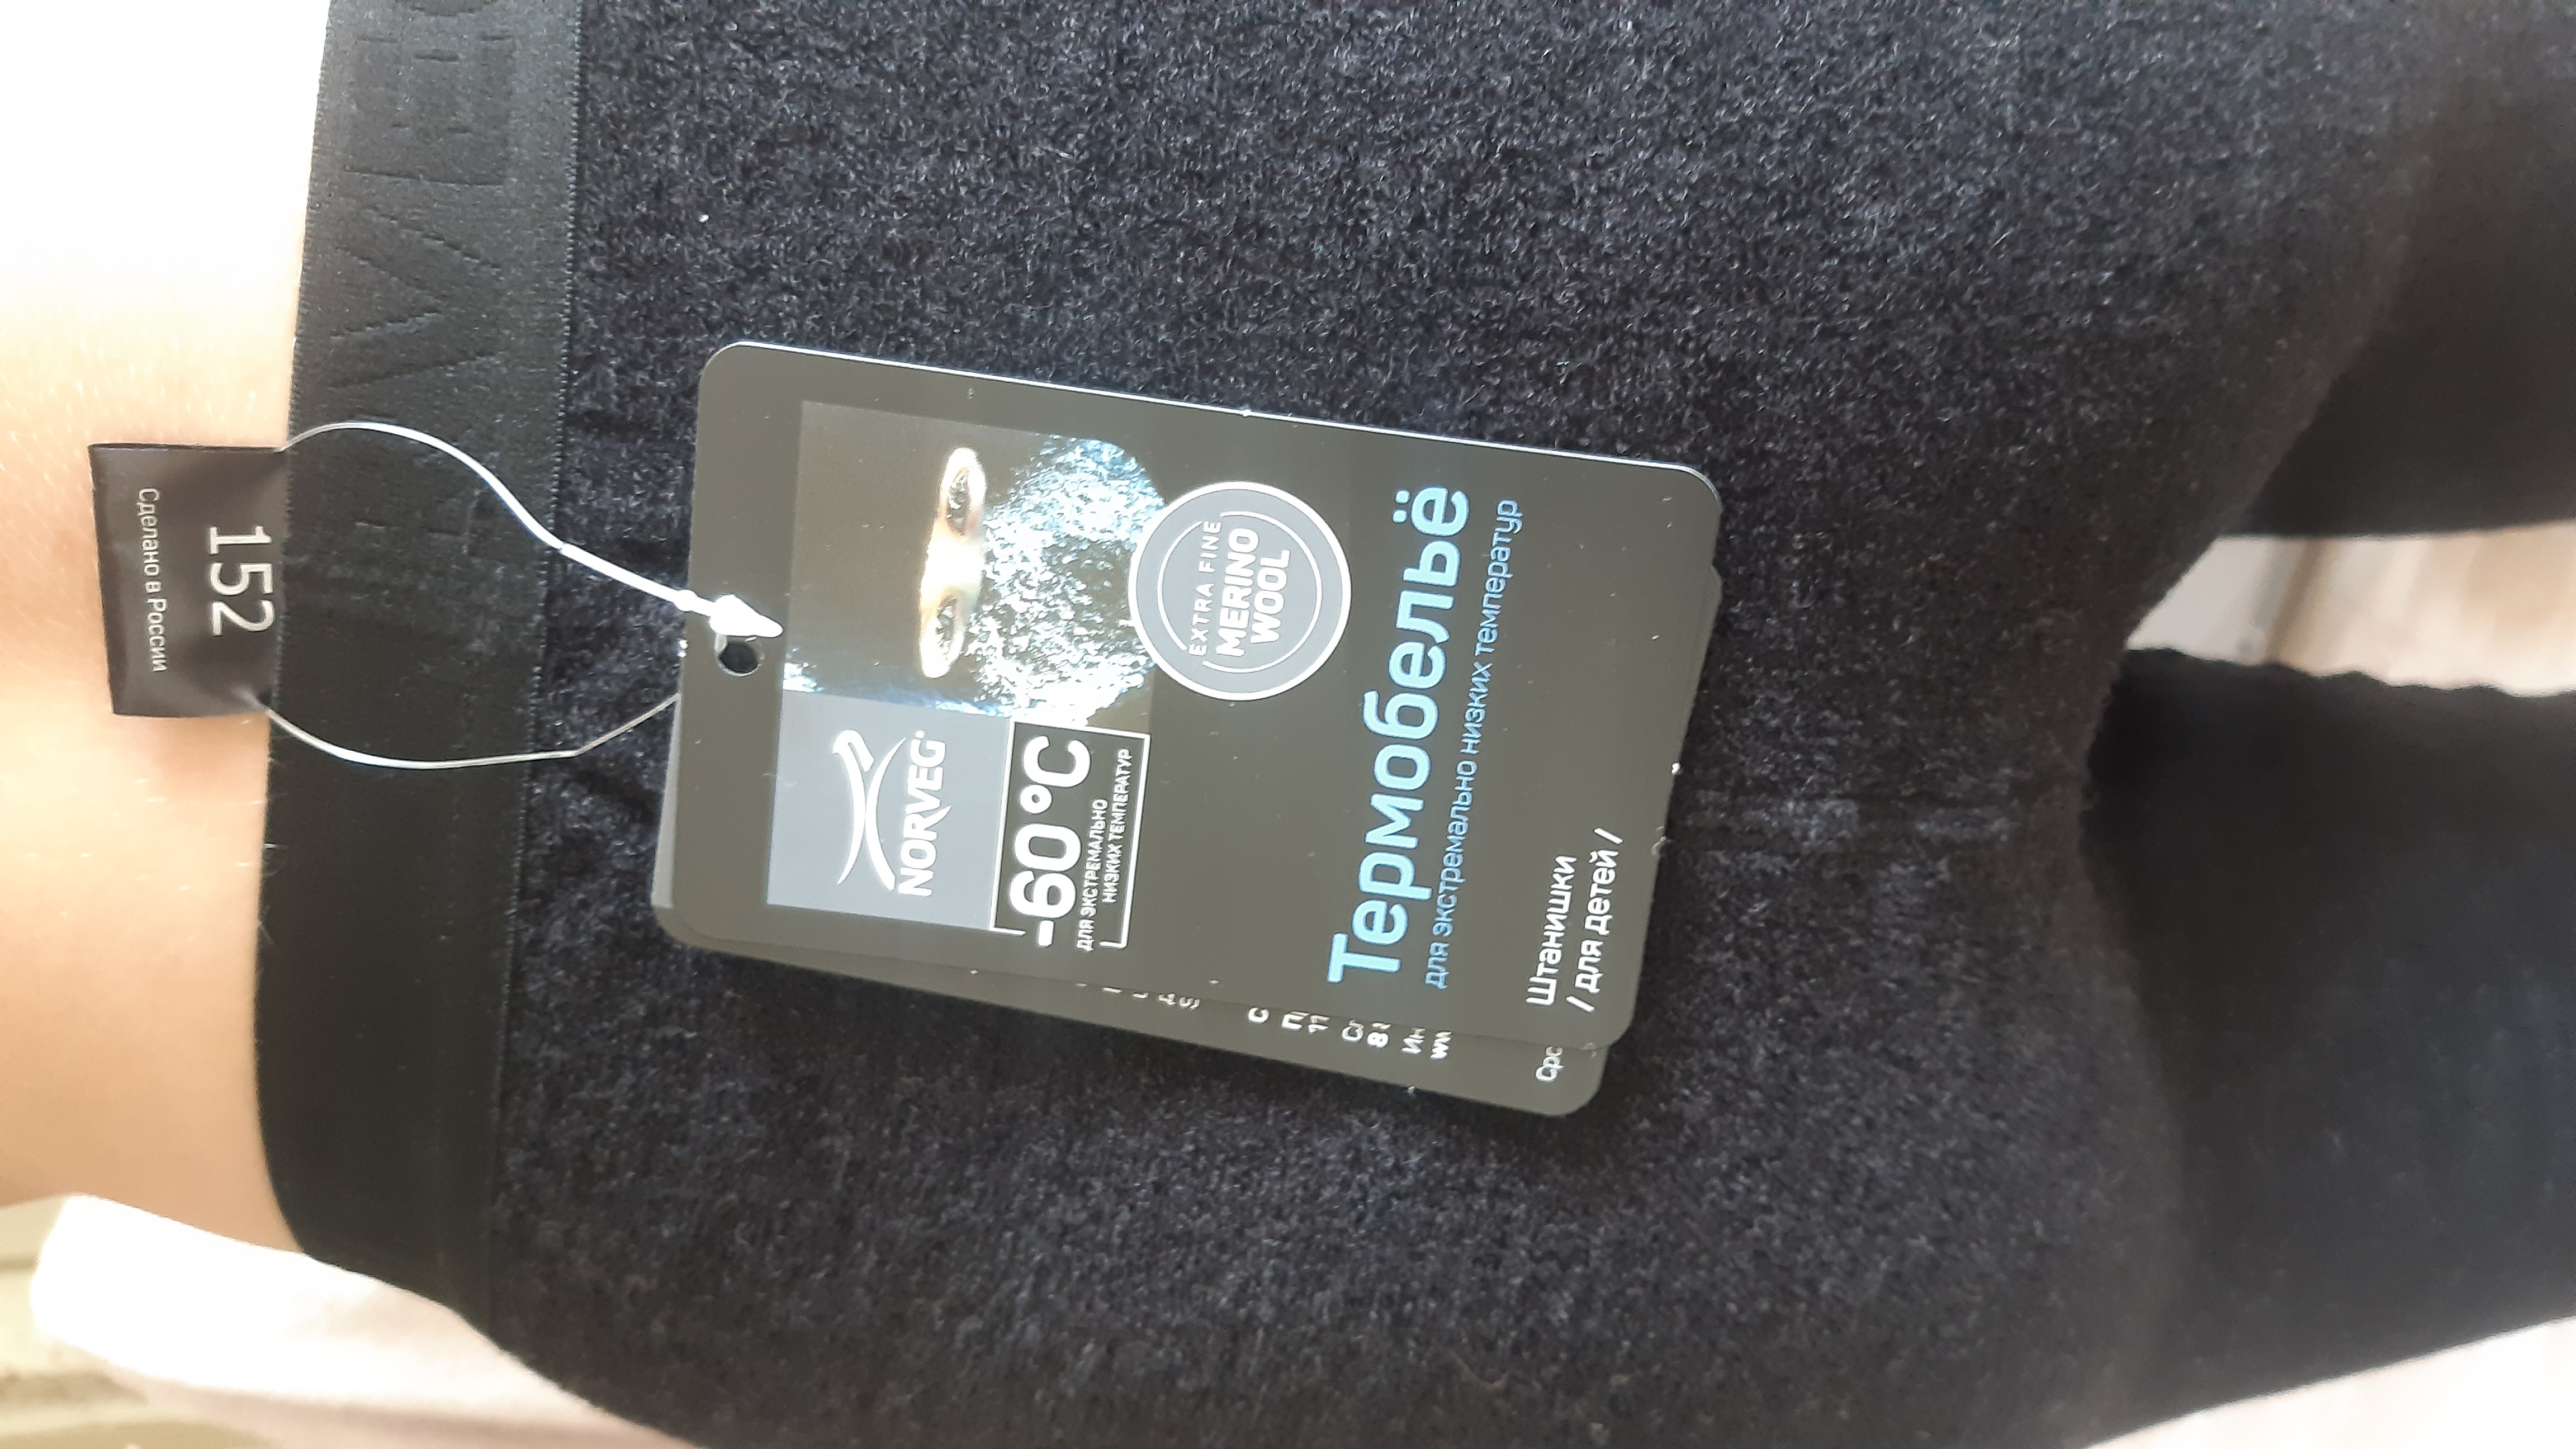 Сделано в России
152
NORVEG
-60°C
ДЛЯ ЭКСТРЕМАЛЬНО
НИЗКИХ ТЕМПЕРАТУР
EXTRA FINE
MERINO
WOOL
Термобельё
для экстремально низких температур
Штанишки
/ для детей /